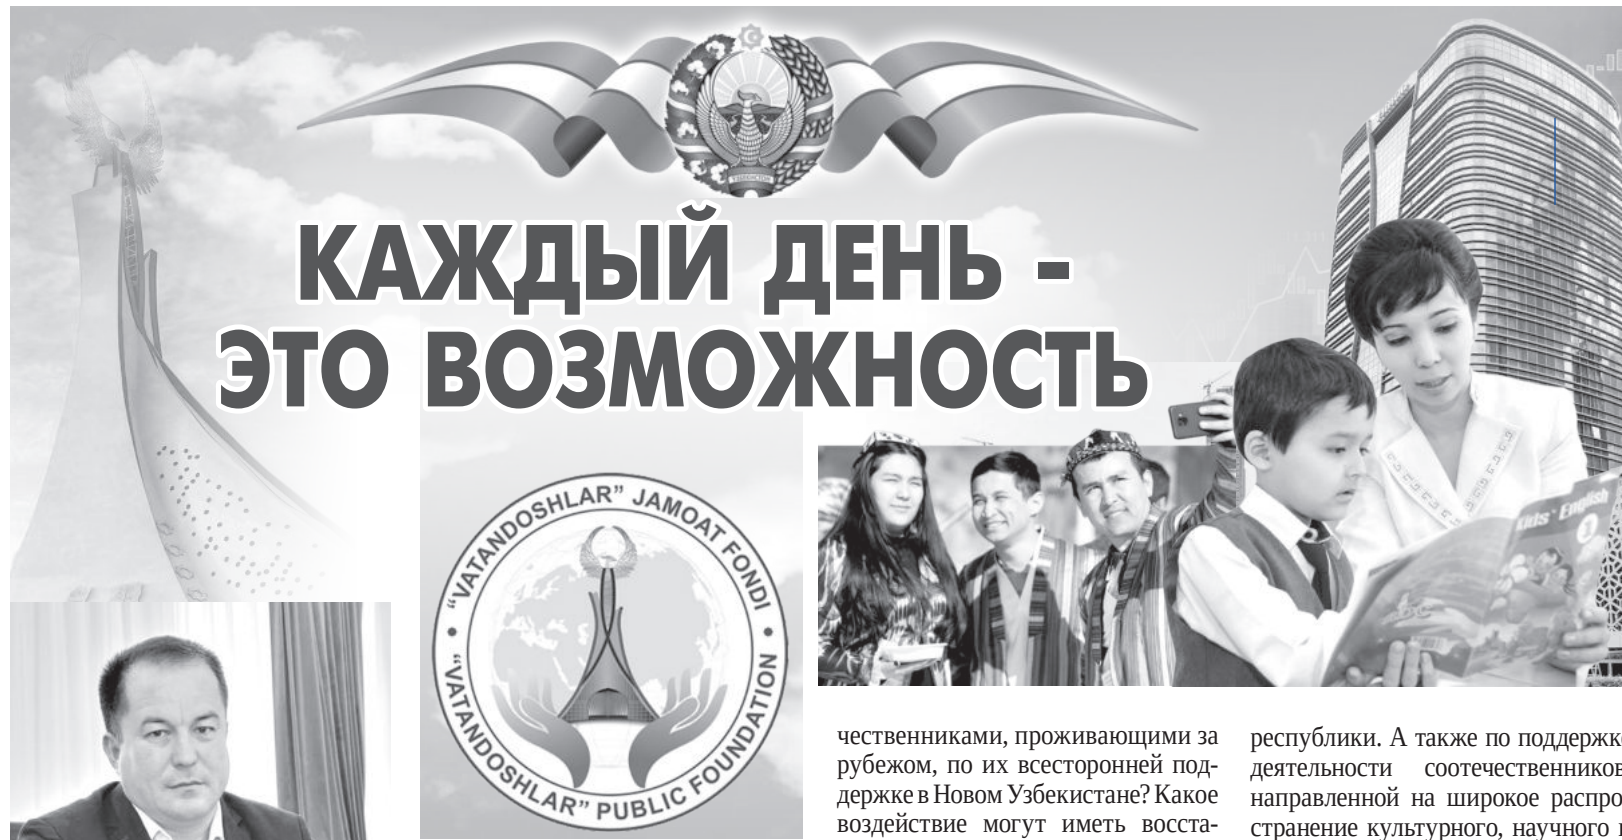 КАЖДЫЙ ДЕНЬ -
ЭТО ВОЗМОЖНОСТЬ
“VATANDOSHLAR” JAMOAT FONDI
“VATANDOSHLAR” PUBLIC FOUNDATION
Kids' English
чественниками, проживающими за
рубежом, по их всесторонней под-
держке в Новом Узбекистане? Какое
воздействие могут иметь восста-
республики. А также по поддержк
деятельности соотечественников
направленной на широкое распро
странение культурного, научного и